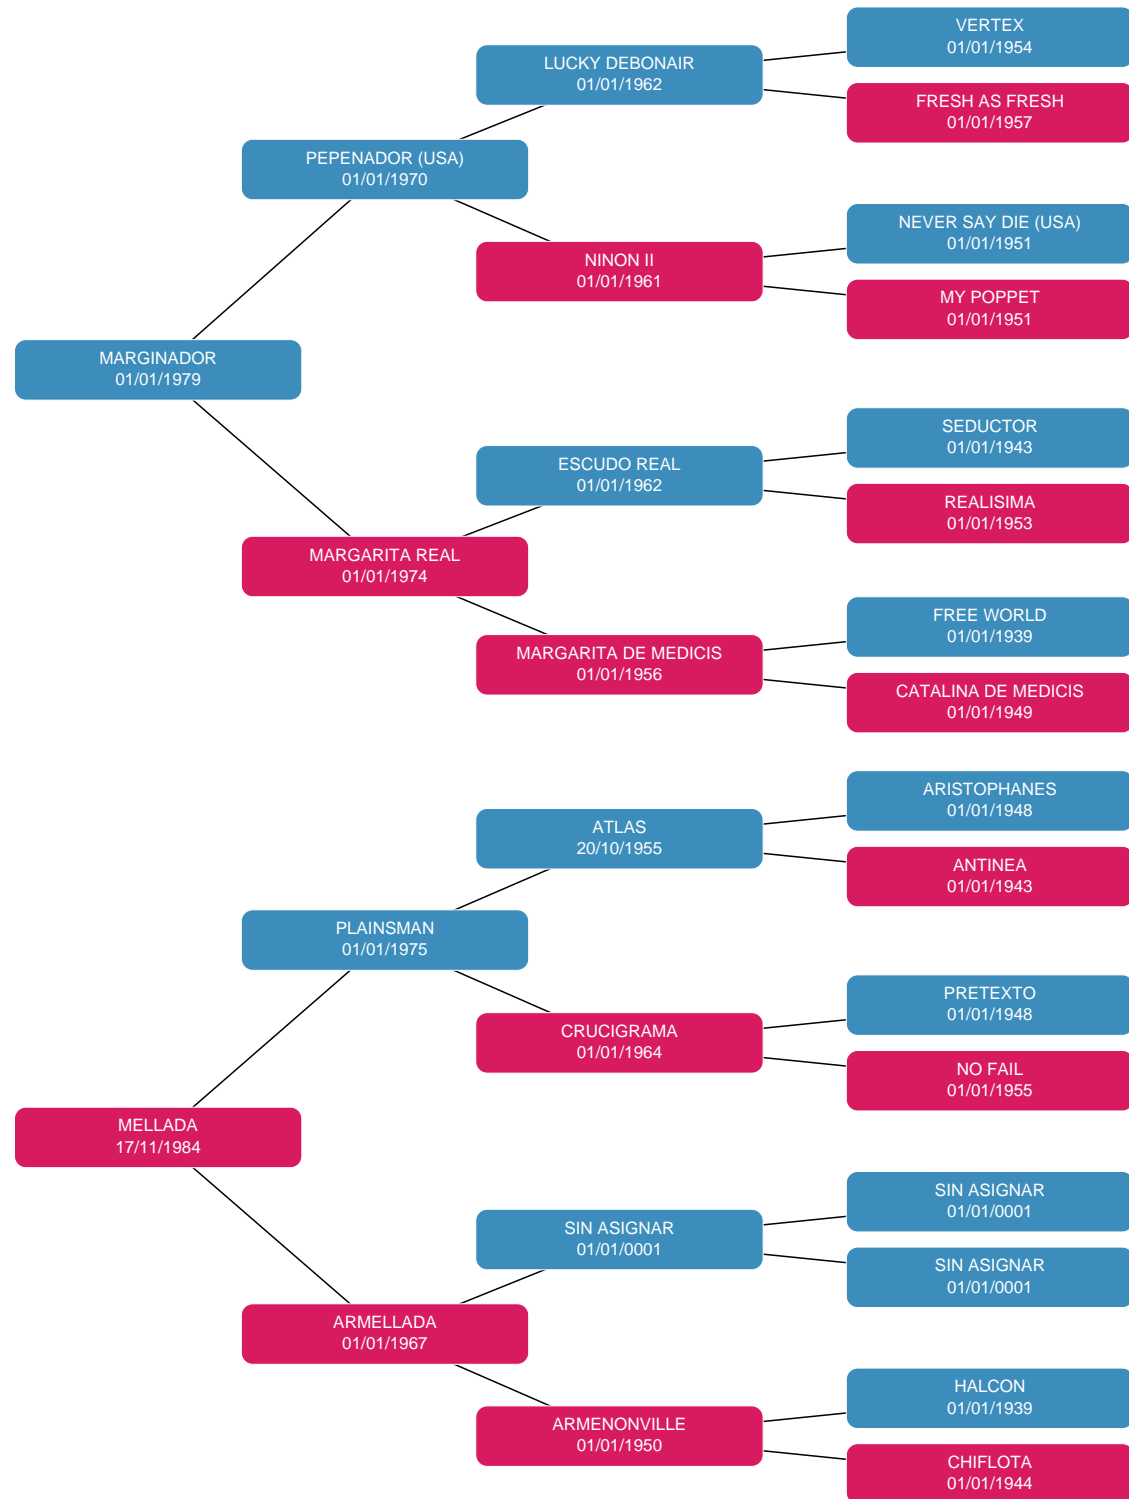 VERTEX
01/01/1954
LUCKY DEBONAIR
01/01/1962
FRESH AS FRESH
01/01/1957
PEPENADOR (USA)
01/01/1970
NEVER SAY DIE (USA)
01/01/1951
NINON II
01/01/1961
MY POPPET
01/01/1951
MARGINADOR
01/01/1979
SEDUCTOR
01/01/1943
ESCUDO REAL
01/01/1962
REALISIMA
01/01/1953
MARGARITA REAL
01/01/1974
FREE WORLD
01/01/1939
MARGARITA DE MEDICIS
01/01/1956
CATALINA DE MEDICIS
01/01/1949
ARISTOPHANES
01/01/1948
ATLAS
20/10/1955
ANTINEA
01/01/1943
PLAINSMAN
01/01/1975
PRETEXTO
01/01/1948
CRUCIGRAMA
01/01/1964
NO FAIL
01/01/1955
MELLADA
17/11/1984
SIN ASIGNAR
01/01/0001
SIN ASIGNAR
01/01/0001
SIN ASIGNAR
01/01/0001
ARMELLADA
01/01/1967
HALCON
01/01/1939
ARMENONVILLE
01/01/1950
CHIFLOTA
01/01/1944